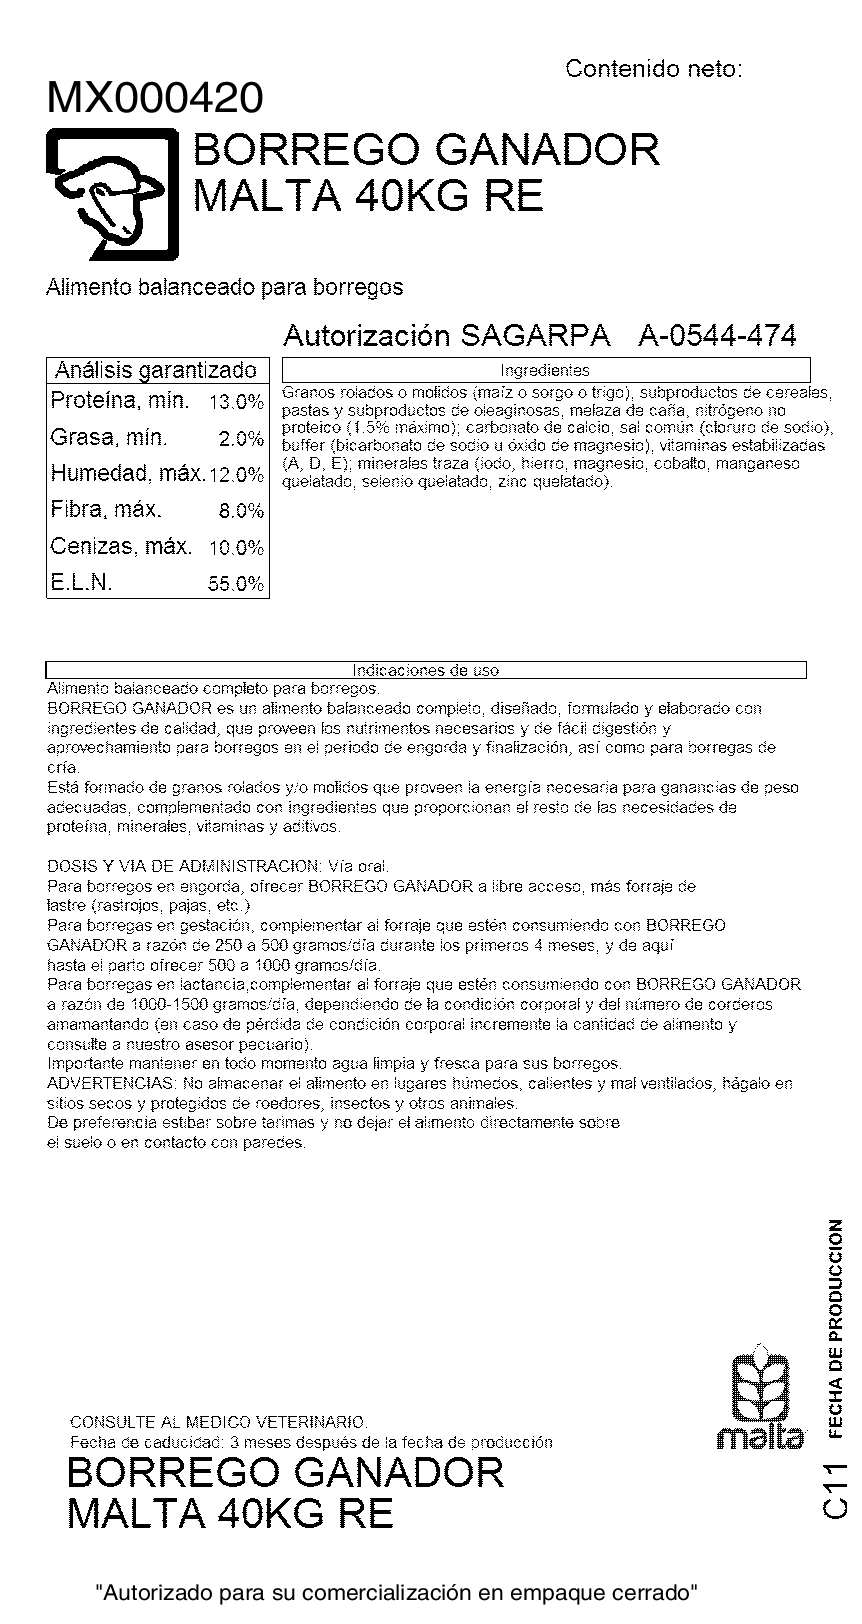 Contenido neto:
MX000420
BORREGO GANADOR
MALTA 40KG RE
Alimento balanceado para borregos
Autorización SAGARPA A-0544-474
Análisis garantizado
Proteína, mín. 13.0%
Grasa, mín. 2.0%
Humedad, máx. 12.0%
Fibra, máx. 8.0%
Cenizas, máx. 10.0%
E.L.N. 55.0%
Ingredientes
Granos rolados o molidos (maíz o sorgo o trigo), subproductos de cereales,
pastas y subproductos de oleaginosas, melaza de caña, nitrógeno no
proteico (1.5% máximo); carbonato de calcio, sal común (cloruro de sodio),
buffer (bicarbonato de sodio u óxido de magnesio), vitaminas estabilizadas
(A, D, E); minerales traza (iodo, hierro, magnesio, cobalto, manganeso
quelatado, selenio quelatado, zinc quelatado).
Indicaciones de uso
Alimento balanceado completo para borregos.
BORREGO GANADOR es un alimento balanceado completo, diseñado, formulado y elaborado con
ingredientes de calidad, que proveen los nutrimentos necesarios y de fácil digestión y
aprovechamiento para borregos en el periodo de engorda y finalización, así como para borregas de
cría.
Está formado de granos rolados y/o molidos que proveen la energía necesaria para ganancias de peso
adecuadas, complementado con ingredientes que proporcionan el resto de las necesidades de
proteína, minerales, vitaminas y aditivos.
DOSIS Y VIA DE ADMINISTRACION: Vía oral.
Para borregos en engorda, ofrecer BORREGO GANADOR a libre acceso, más forraje de
lastre (rastrojos, pajas, etc.)
Para borregas en gestación, complementar al forraje que estén consumiendo con BORREGO
GANADOR a razón de 250 a 500 gramos/día durante los primeros 4 meses, y de aquí
hasta el parto ofrecer 500 a 1000 gramos/día.
Para borregas en lactancia,complementar al forraje que estén consumiendo con BORREGO GANADOR
a razón de 1000-1500 gramos/día, dependiendo de la condición corporal y del número de corderos
amamantando (en caso de pérdida de condición corporal incremente la cantidad de alimento y
consulte a nuestro asesor pecuario).
Importante mantener en todo momento agua limpia y fresca para sus borregos.
ADVERTENCIAS: No almacenar el alimento en lugares húmedos, calientes y mal ventilados, hágalo en
sitios secos y protegidos de roedores, insectos y otros animales.
De preferencia estibar sobre tarimas y no dejar el alimento directamente sobre
el suelo o en contacto con paredes.
FECHA DE PRODUCCION
C11
malta
CONSULTE AL MEDICO VETERINARIO.
Fecha de caducidad: 3 meses después de la fecha de producción
BORREGO GANADOR
MALTA 40KG RE
"Autorizado para su comercialización en empaque cerrado"